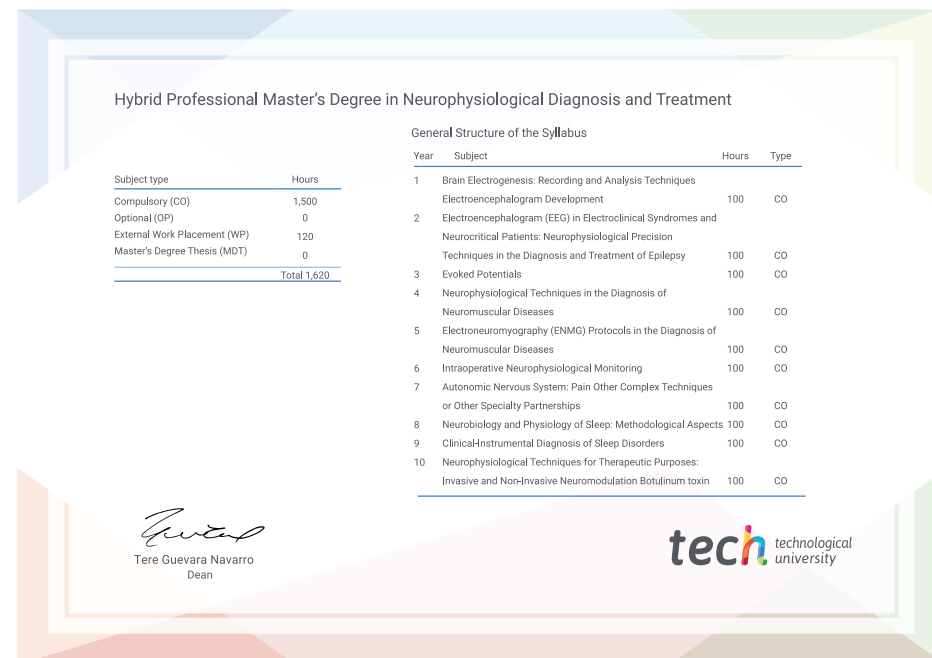 Hybrid Professional Master's Degree in Neurophysiological Diagnosis and Treatment
General Structure of the Syllabus
Subject type Hours
Compulsory (CO) 1,500
Optional (OP) 0
External Work Placement (WP) 120
Master's Degree Thesis (MDT) 0
Total 1,620
Year Subject Hours Type
1 Brain Electrogenesis: Recording and Analysis Techniques
Electroencephalogram Development 100 CO
2 Electroencephalogram (EEG) in Electroclinical Syndromes and
Neurocritical Patients: Neurophysiological Precision
Techniques in the Diagnosis and Treatment of Epilepsy 100 CO
3 Evoked Potentials 100 CO
4 Neurophysiological Techniques in the Diagnosis of
Neuromuscular Diseases 100 CO
5 Electroneuromyography (ENMG) Protocols in the Diagnosis of
Neuromuscular Diseases 100 CO
6 Intraoperative Neurophysiological Monitoring 100 CO
7 Autonomic Nervous System: Pain Other Complex Techniques
or Other Specialty Partnerships 100 CO
8 Neurobiology and Physiology of Sleep: Methodological Aspects 100 CO
9 Clinical-Instrumental Diagnosis of Sleep Disorders 100 CO
10 Neurophysiological Techniques for Therapeutic Purposes:
Invasive and Non-Invasive Neuromodulation Botulinum toxin 100 CO
Tere Guevara Navarro
Dean
tech technological
university